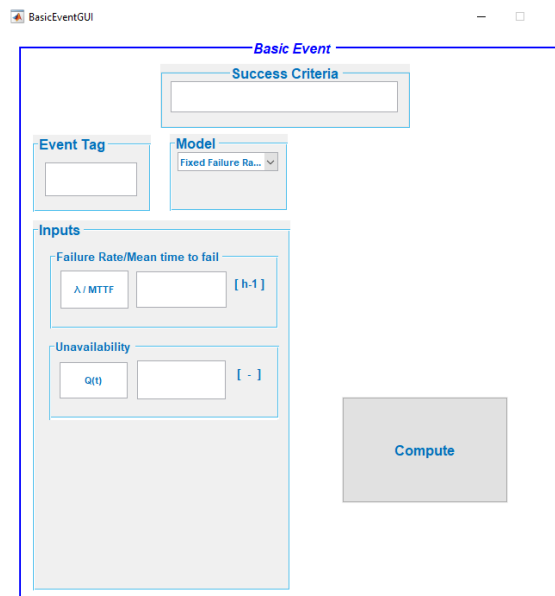 BasicEventGUI
Basic Event
Success Criteria
Event Tag
Model
Fixed Failure Ra...
Inputs
Failure Rate/Mean time to fail
Λ / MTTF
[ h-1 ]
Unavailability
Q(t)
[ - ]
Compute